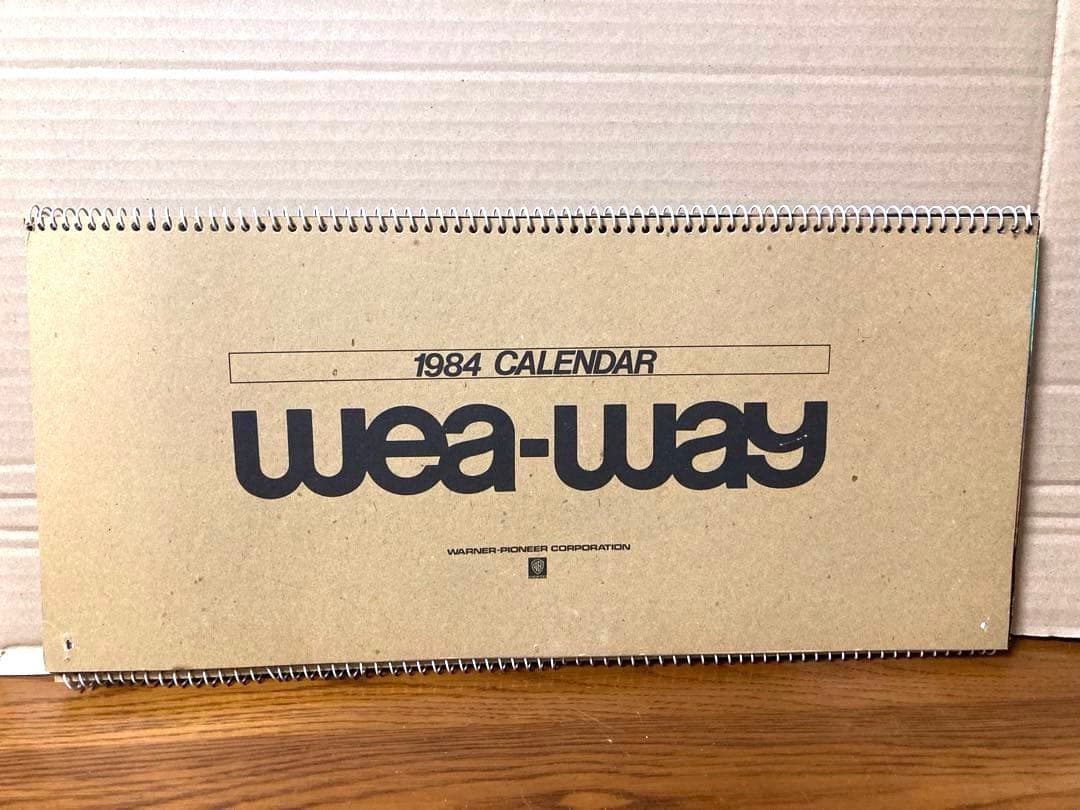 1984 CALENDAR
wea-way
WARNER-PIONEER CORPORATION